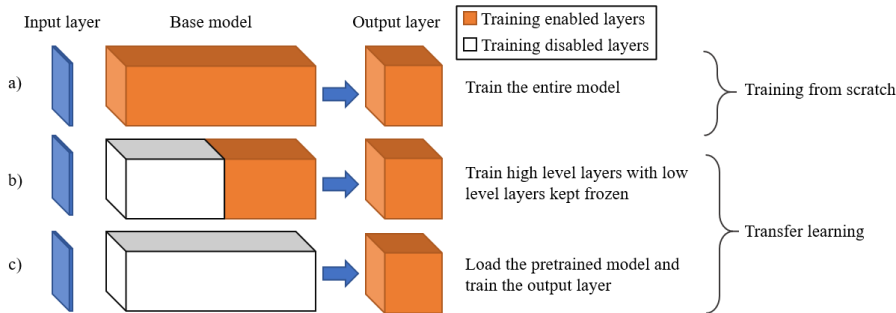 Input layer
Base model
Output layer
Training enabled layers
Training disabled layers
a)
Train the entire model
Training from scratch
b)
Train high level layers with low
level layers kept frozen
Transfer learning
c)
Load the pretrained model and
train the output layer